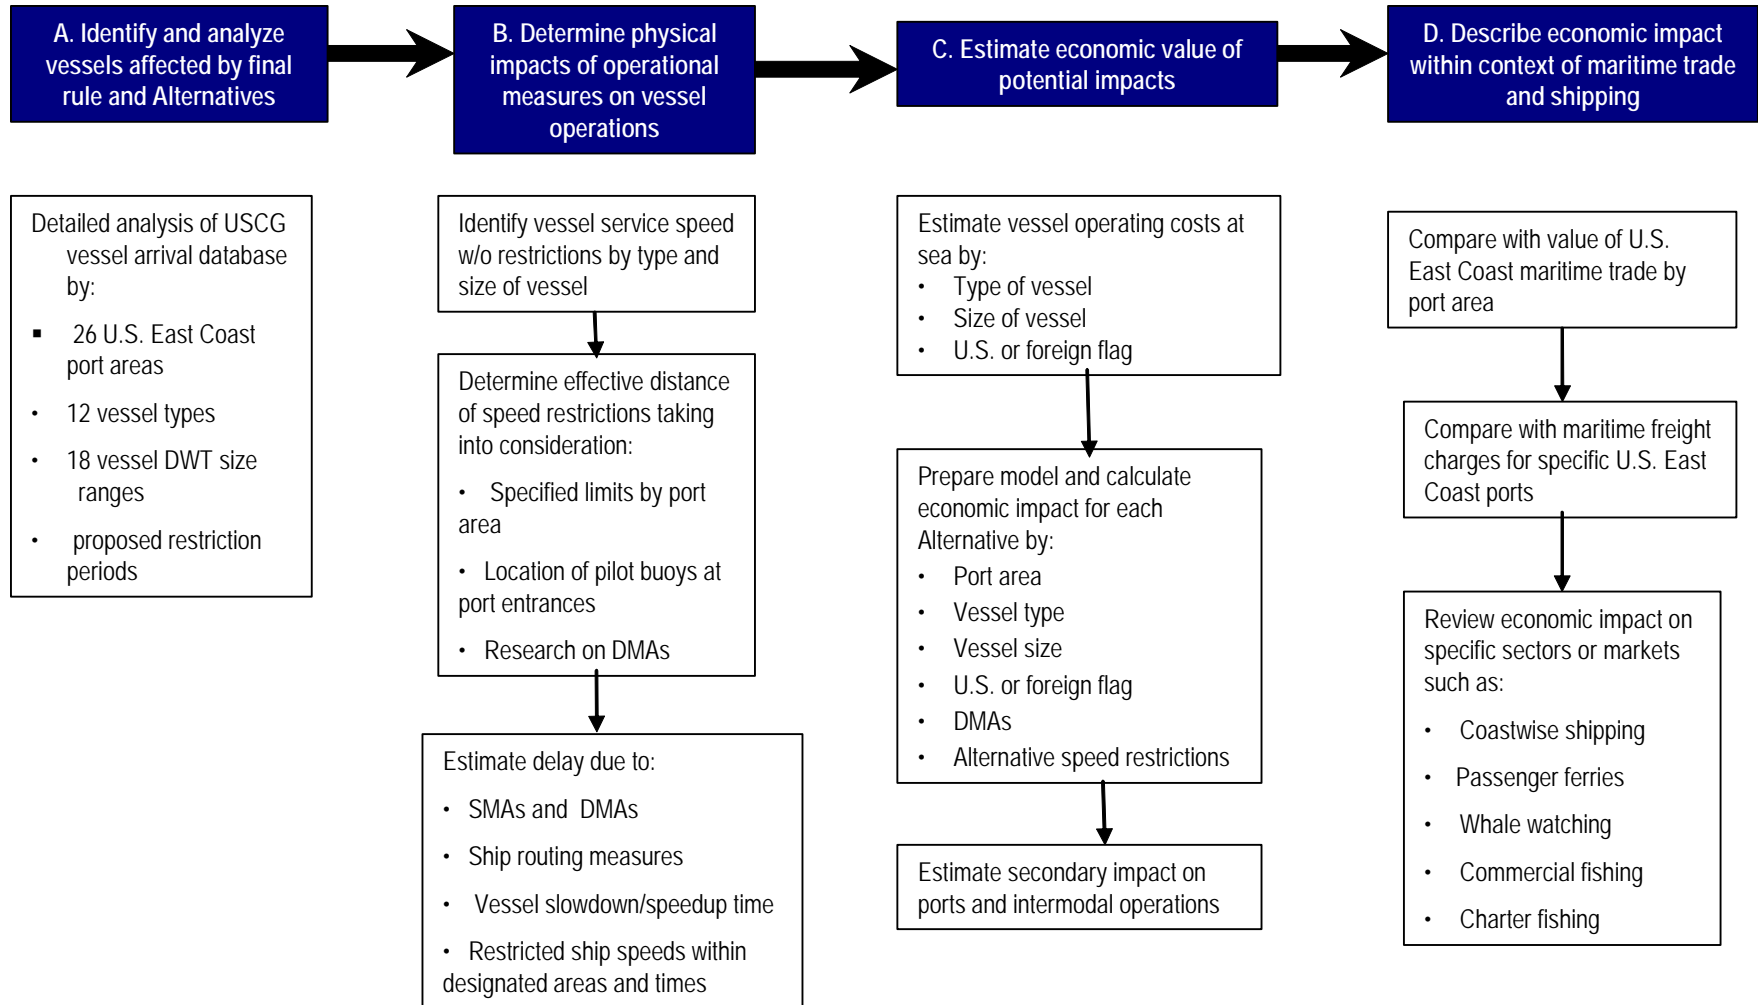 A. Identify and analyze
vessels affected by final
rule and Alternatives
B. Determine physical
impacts of operational
measures on vessel
operations
C. Estimate economic value of
potential impacts
D. Describe economic impact
within context of maritime trade
and shipping
Detailed analysis of USCG
vessel arrival database
by:
▪ 26 U.S. East Coast
port areas
• 12 vessel types
• 18 vessel DWT size
ranges
• proposed restriction
periods
Identify vessel service speed
w/o restrictions by type and
size of vessel
Determine effective distance
of speed restrictions taking
into consideration:
• Specified limits by port
area
• Location of pilot buoys at
port entrances
• Research on DMAs
Estimate delay due to:
• SMAs and DMAs
• Ship routing measures
• Vessel slowdown/speedup time
• Restricted ship speeds within
designated areas and times
Estimate vessel operating costs at
sea by:
• Type of vessel
• Size of vessel
• U.S. or foreign flag
Prepare model and calculate
economic impact for each
Alternative by:
• Port area
• Vessel type
• Vessel size
• U.S. or foreign flag
• DMAs
• Alternative speed restrictions
Estimate secondary impact on
ports and intermodal operations
Compare with value of U.S.
East Coast maritime trade by
port area
Compare with maritime freight
charges for specific U.S. East
Coast ports
Review economic impact on
specific sectors or markets
such as:
• Coastwise shipping
• Passenger ferries
• Whale watching
• Commercial fishing
• Charter fishing